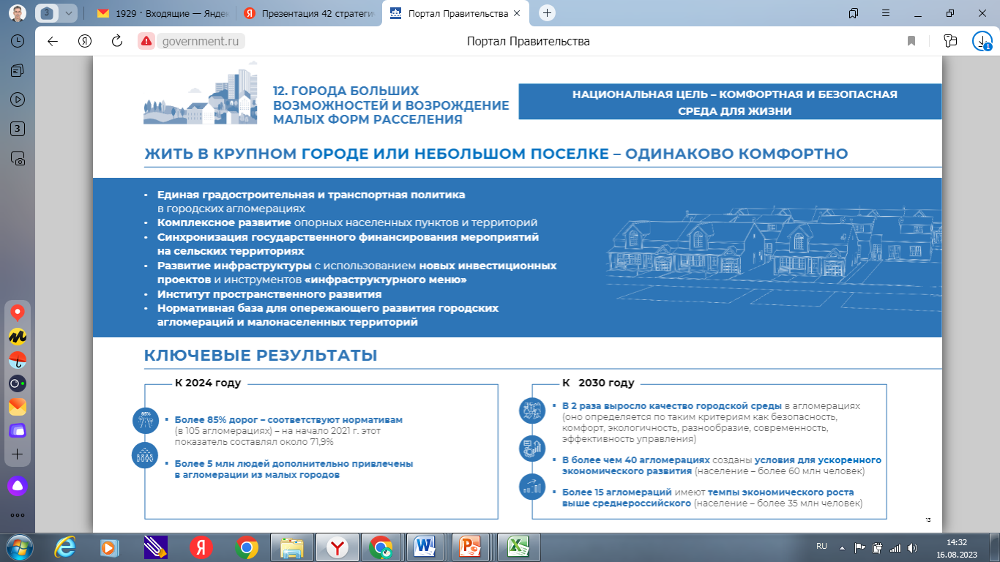 3
1929 · Входящие — Яндек
Презентация 42 стратегич
Портал Правительства
government.ru
Портал Правительства
1
3
12. ГОРОДА БОЛЬШИХ
ВОЗМОЖНОСТЕЙ И ВОЗРОЖДЕНИЕ
МАЛЫХ ФОРМ РАССЕЛЕНИЯ
НАЦИОНАЛЬНАЯ ЦЕЛЬ – КОМФОРТНАЯ И БЕЗОПАСНАЯ
СРЕДА ДЛЯ ЖИЗНИ
ЖИТЬ В КРУПНОМ ГОРОДЕ ИЛИ НЕБОЛЬШОМ ПОСЕЛКЕ – ОДИНАКОВО КОМФОРТНО
• Единая градостроительная и транспортная политика
в городских агломерациях
• Комплексное развитие опорных населенных пунктов и территорий
• Синхронизация государственного финансирования мероприятий
на сельских территориях
• Развитие инфраструктуры с использованием новых инвестиционных
проектов и инструментов «инфраструктурного меню»
• Институт пространственного развития
• Нормативная база для опережающего развития городских
агломераций и малонаселенных территорий
КЛЮЧЕВЫЕ РЕЗУЛЬТАТЫ
К 2024 году
85%
▪ Более 85% дорог – соответствуют нормативам
(в 105 агломерациях) – на начало 2021 г. этот
показатель составлял около 71,9%
▪ Более 5 млн людей дополнительно привлечены
в агломерации из малых городов
К 2030 году
▪ В 2 раза выросло качество городской среды в агломерациях
(оно определяется по таким критериям как безопасность,
комфорт, экологичность, разнообразие, современность,
эффективность управления)
▪ В более чем 40 агломерациях созданы условия для ускоренного
экономического развития (население – более 60 млн человек)
▪ Более 15 агломераций имеют темпы экономического роста
выше среднероссийского (население – более 35 млн человек)
13
RU
14:32
16.08.2023